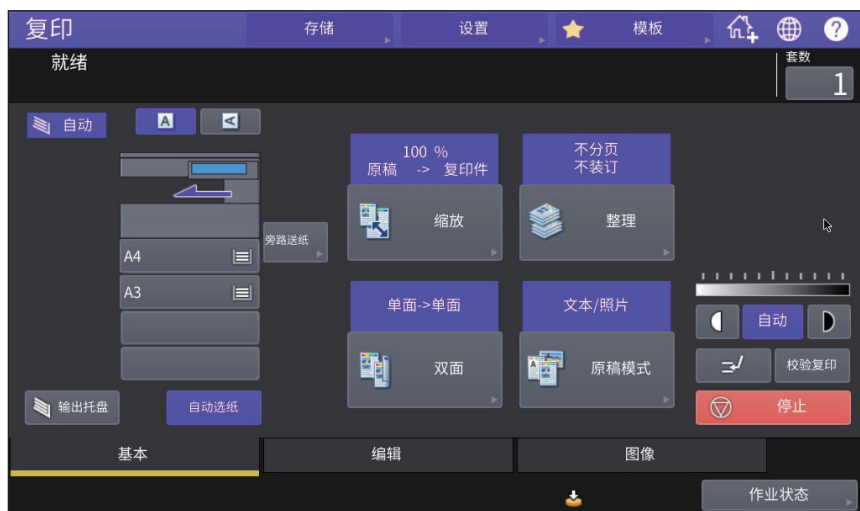 复印
存储
设置
模板
?
就绪
套数
1
自动
A
A
100 %
原稿 -> 复印件
缩放
不分页
不装订
整理
旁路送纸
A4
A3
单面->单面
双面
文本/照片
原稿模式
自动
校验复印
输出托盘
自动选纸
停止
基本
编辑
图像
作业状态